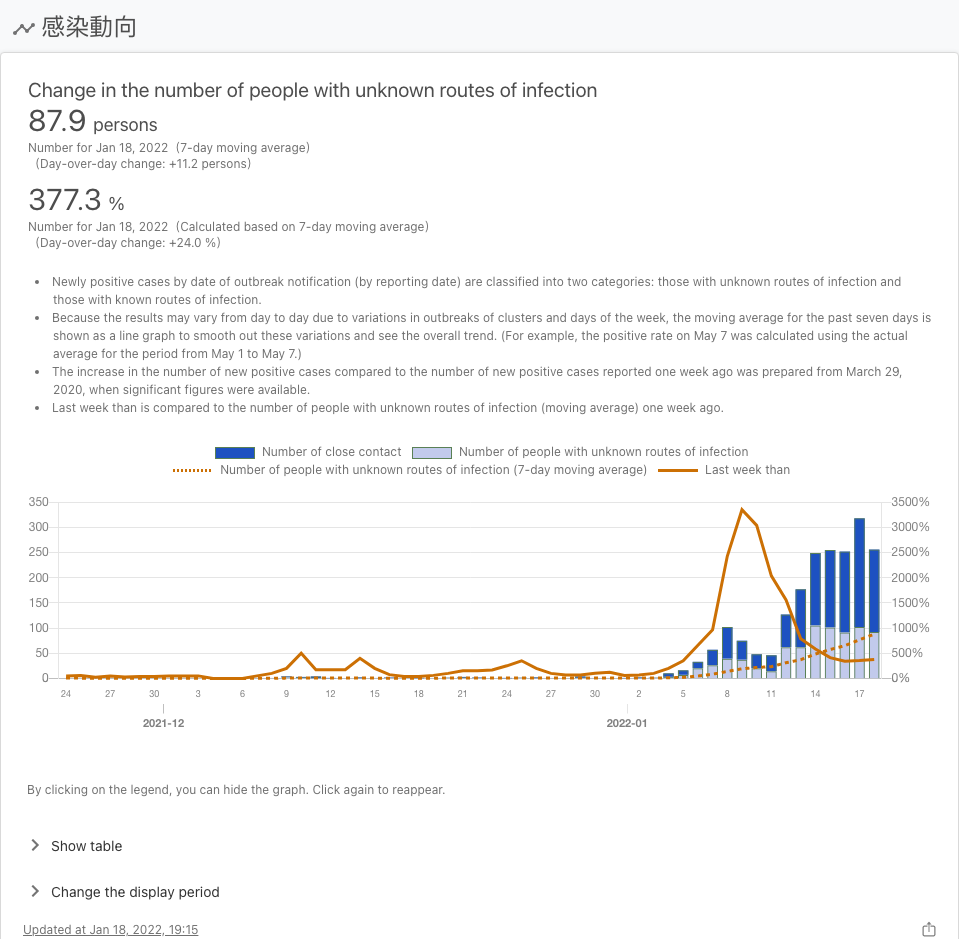 感染動向
Change in the number of people with unknown routes of infection
87.9 persons
Number for Jan 18, 2022 (7-day moving average)
(Day-over-day change: +11.2 persons)
377.3 %
Number for Jan 18, 2022 (Calculated based on 7-day moving average)
(Day-over-day change: +24.0 %)
• Newly positive cases by date of outbreak notification (by reporting date) are classified into two categories: those with unknown routes of infection and
those with known routes of infection.
• Because the results may vary from day to day due to variations in outbreaks of clusters and days of the week, the moving average for the past seven days is
shown as a line graph to smooth out these variations and see the overall trend. (For example, the positive rate on May 7 was calculated using the actual
average for the period from May 1 to May 7.)
• The increase in the number of new positive cases compared to the number of new positive cases reported one week ago was prepared from March 29,
2020, when significant figures were available.
• Last week than is compared to the number of people with unknown routes of infection (moving average) one week ago.
Number of close contact Number of people with unknown routes of infection
Number of people with unknown routes of infection (7-day moving average) Last week than
350 3500%
300 3000%
250 2500%
200 2000%
150 1500%
100 1000%
50 500%
0 0%
24 27 30 3 6 9 12 15 18 21 24 27 30 2 5 8 11 14 17
2021-12 2022-01
By clicking on the legend, you can hide the graph. Click again to reappear.
Show table
Change the display period
Updated at Jan 18, 2022, 19:15